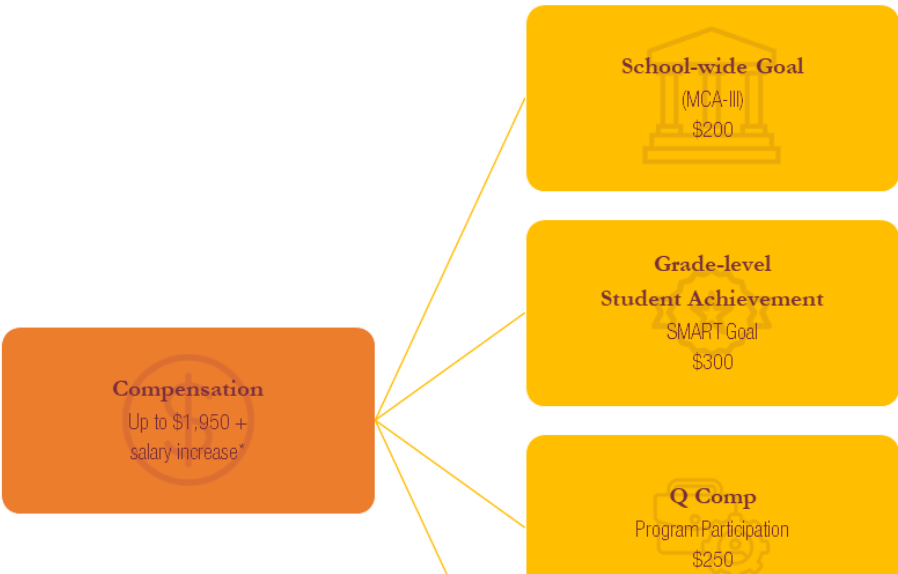 School-wide Goal
(MCA-III)
$200
Grade-level
Student Achievement
SMART Goal
$300
Compensation
Up to $1,950 +
salary increase*
Q Comp
Program Participation
$250